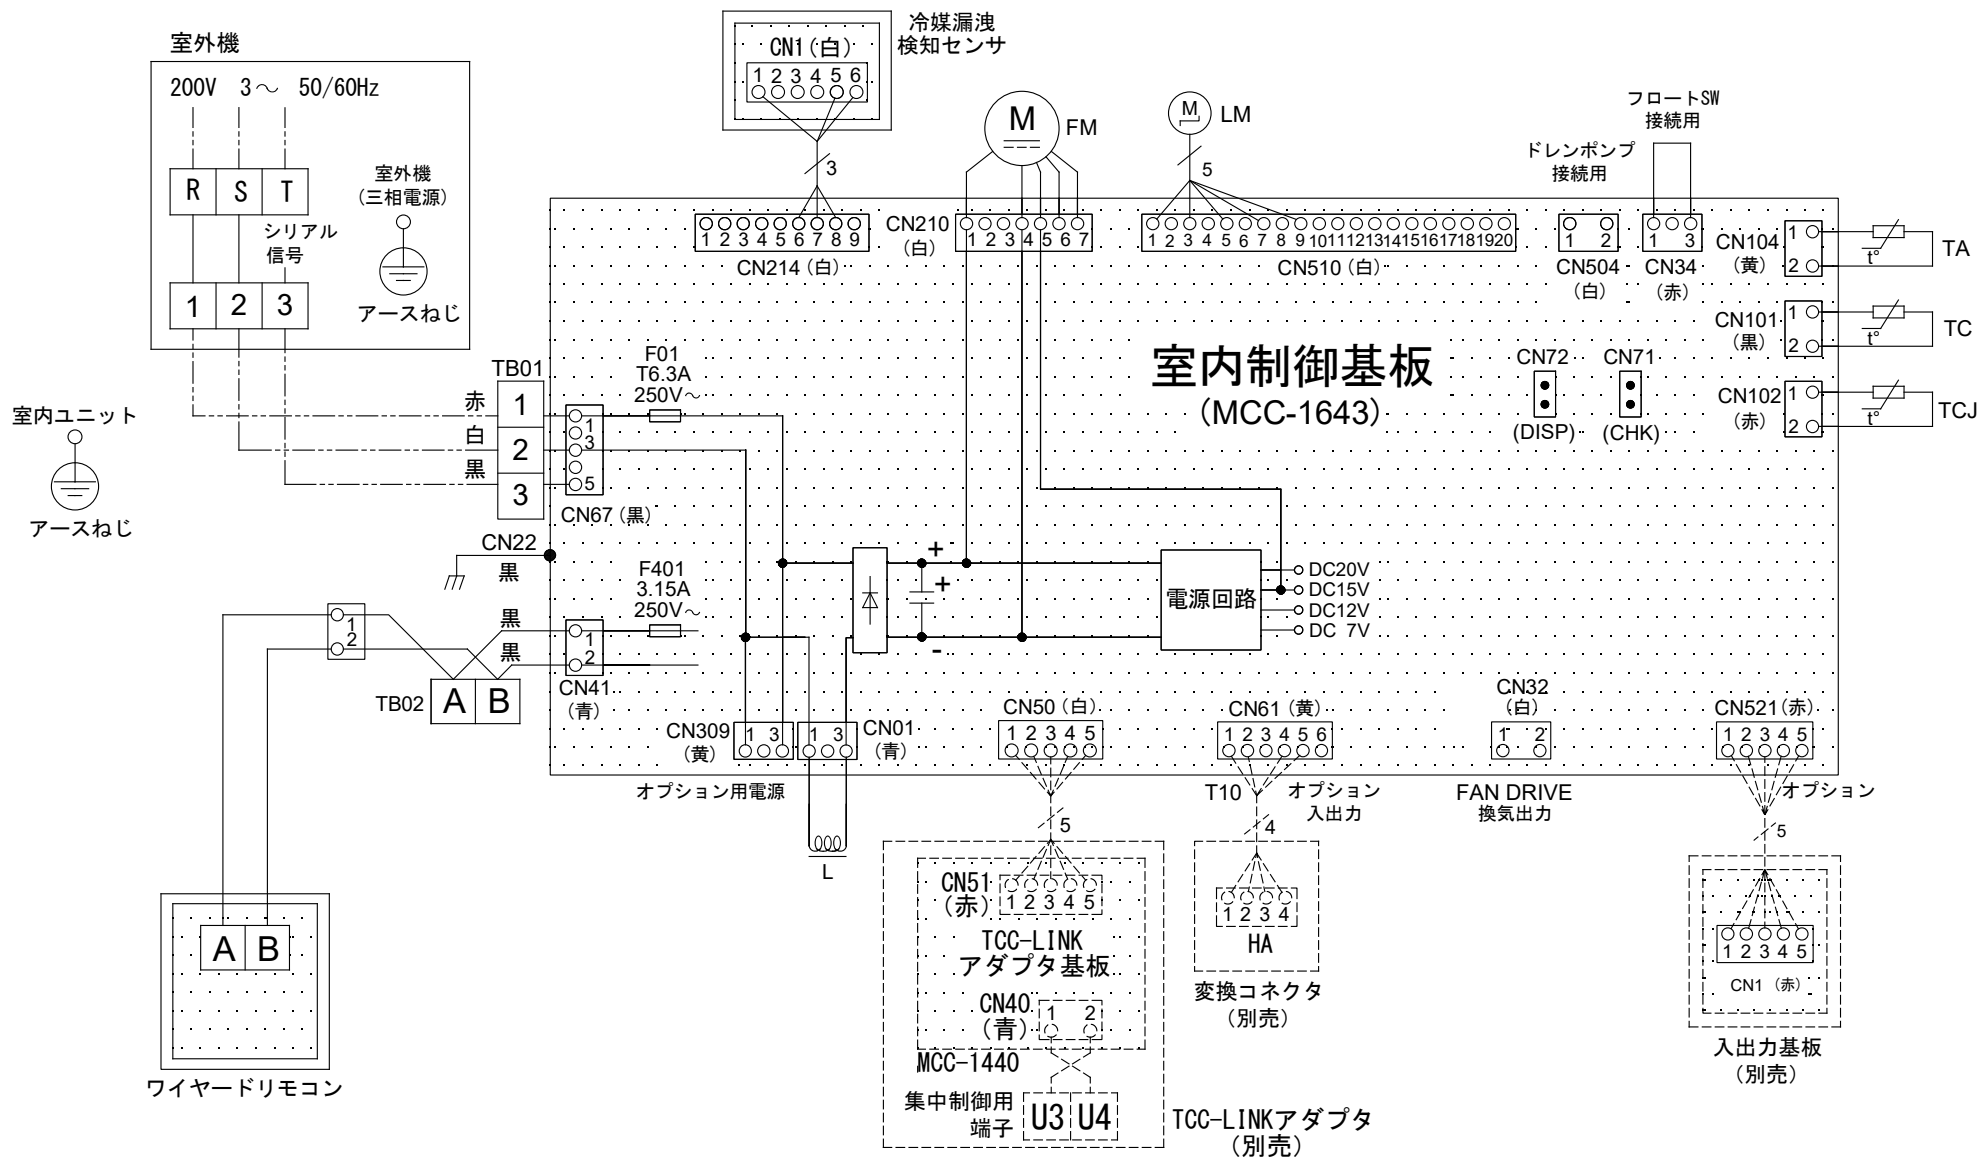 室外機
200V 3～ 50/60Hz
R S T
室外機
(三相電源)
シリアル
信号
1 2 3
アースねじ
室内ユニット
アースねじ
冷媒漏洩
検知センサ
CN1(白)
1 2 3 4 5 6
3
M
FM
M
LM
5
フロートSW
接続用
ドレンポンプ
接続用
1 2 3 4 5 6 7 8 9
CN214(白)
CN210
(白)
1 2 3 4 5 6 7
1 2 3 4 5 6 7 8 9 10 11 12 13 14 15 16 17 18 19 20
CN510(白)
1 2
CN504
(白)
1 3
CN34
(赤)
CN104
(黄)
1
2
t°
TA
CN101
(黒)
1
2
t°
TC
CN102
(赤)
1
2
t°
TCJ
室内制御基板
(MCC-1643)
CN72
(DISP)
CN71
(CHK)
TB01
赤
白
黒
1
2
3
1
3
5
CN67(黒)
F01
T6.3A
250V～
CN22
黒
F401
3.15A
250V～
黒
黒
1
2
CN41
(青)
1
2
TB02
A B
+
+
-
電源回路
DC20V
DC15V
DC12V
DC 7V
CN309
(黄)
1 3
1 3
CN01
(青)
オプション用電源
L
CN50(白)
1 2 3 4 5
5
CN61(黄)
1 2 3 4 5 6
T10
オプション
入出力
4
CN32
(白)
1 2
FAN DRIVE
換気出力
CN521(赤)
1 2 3 4 5
オプション
5
CN51
(赤)
1 2 3 4 5
TCC-LINK
アダプタ基板
CN40
(青)
1 2
MCC-1440
集中制御用
端子
U3 U4
TCC-LINKアダプタ
(別売)
1 2 3 4
HA
変換コネクタ
(別売)
1 2 3 4 5
CN1 (赤)
入出力基板
(別売)
A B
ワイヤードリモコン